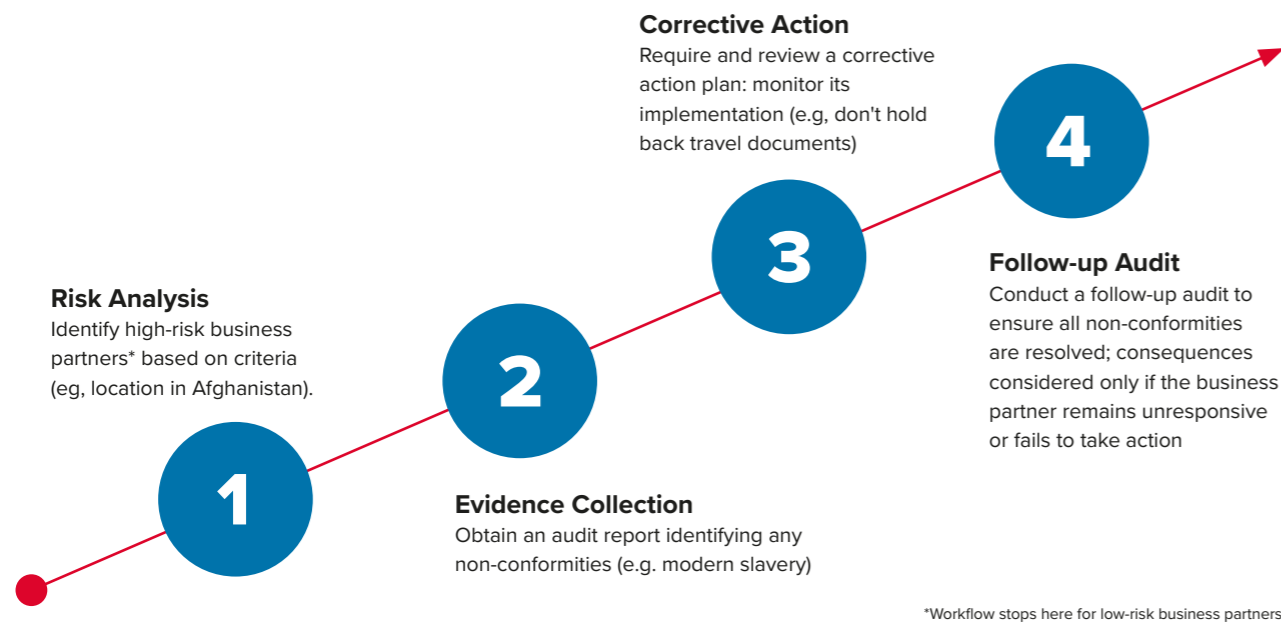 1
Risk Analysis
Identify high-risk business
partners* based on criteria
(eg, location in Afghanistan).
2
Evidence Collection
Obtain an audit report identifying any
non-conformities (e.g. modern slavery)
3
Corrective Action
Require and review a corrective
action plan: monitor its
implementation (e.g, don't hold
back travel documents)
4
Follow-up Audit
Conduct a follow-up audit to
ensure all non-conformities
are resolved; consequences
considered only if the business
partner remains unresponsive
or fails to take action
*Workflow stops here for low-risk business partners